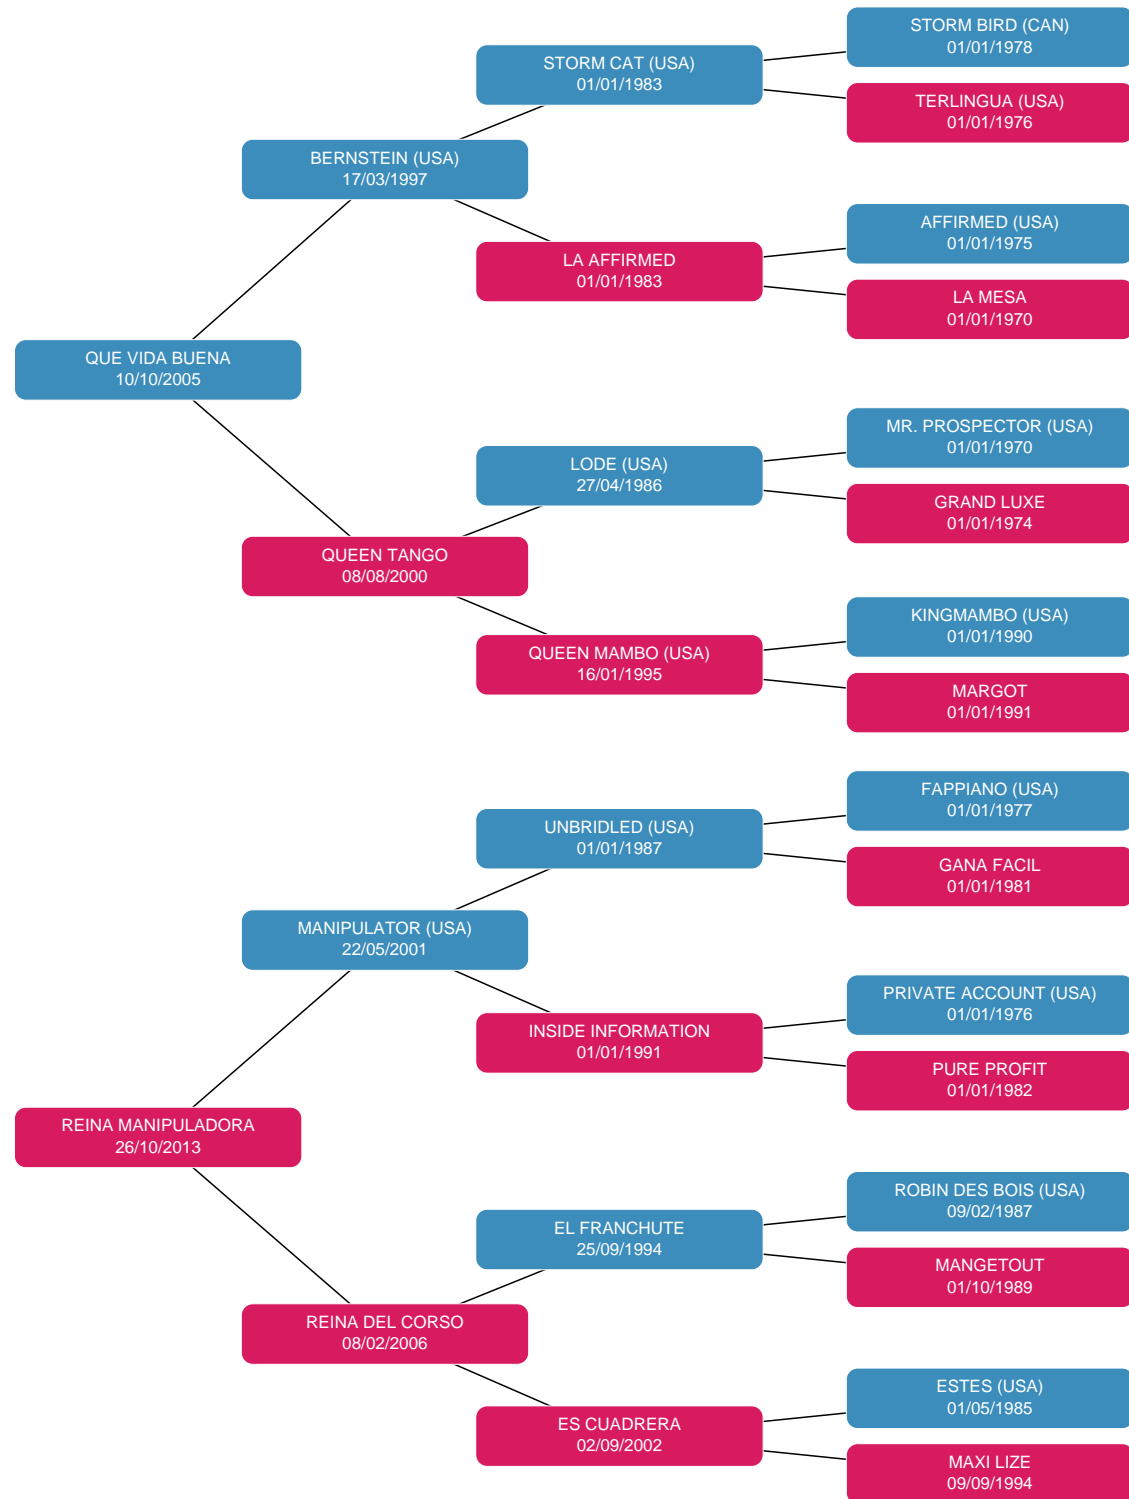 STORM BIRD (CAN)
01/01/1978
STORM CAT (USA)
01/01/1983
TERLINGUA (USA)
01/01/1976
BERNSTEIN (USA)
17/03/1997
AFFIRMED (USA)
01/01/1975
LA AFFIRMED
01/01/1983
LA MESA
01/01/1970
QUE VIDA BUENA
10/10/2005
MR. PROSPECTOR (USA)
01/01/1970
LODE (USA)
27/04/1986
GRAND LUXE
01/01/1974
QUEEN TANGO
08/08/2000
KINGMAMBO (USA)
01/01/1990
QUEEN MAMBO (USA)
16/01/1995
MARGOT
01/01/1991
FAPPIANO (USA)
01/01/1977
UNBRIDLED (USA)
01/01/1987
GANA FACIL
01/01/1981
MANIPULATOR (USA)
22/05/2001
PRIVATE ACCOUNT (USA)
01/01/1976
INSIDE INFORMATION
01/01/1991
PURE PROFIT
01/01/1982
REINA MANIPULADORA
26/10/2013
ROBIN DES BOIS (USA)
09/02/1987
EL FRANCHUTE
25/09/1994
MANGETOUT
01/10/1989
REINA DEL CORSO
08/02/2006
ESTES (USA)
01/05/1985
ES CUADRERA
02/09/2002
MAXI LIZE
09/09/1994